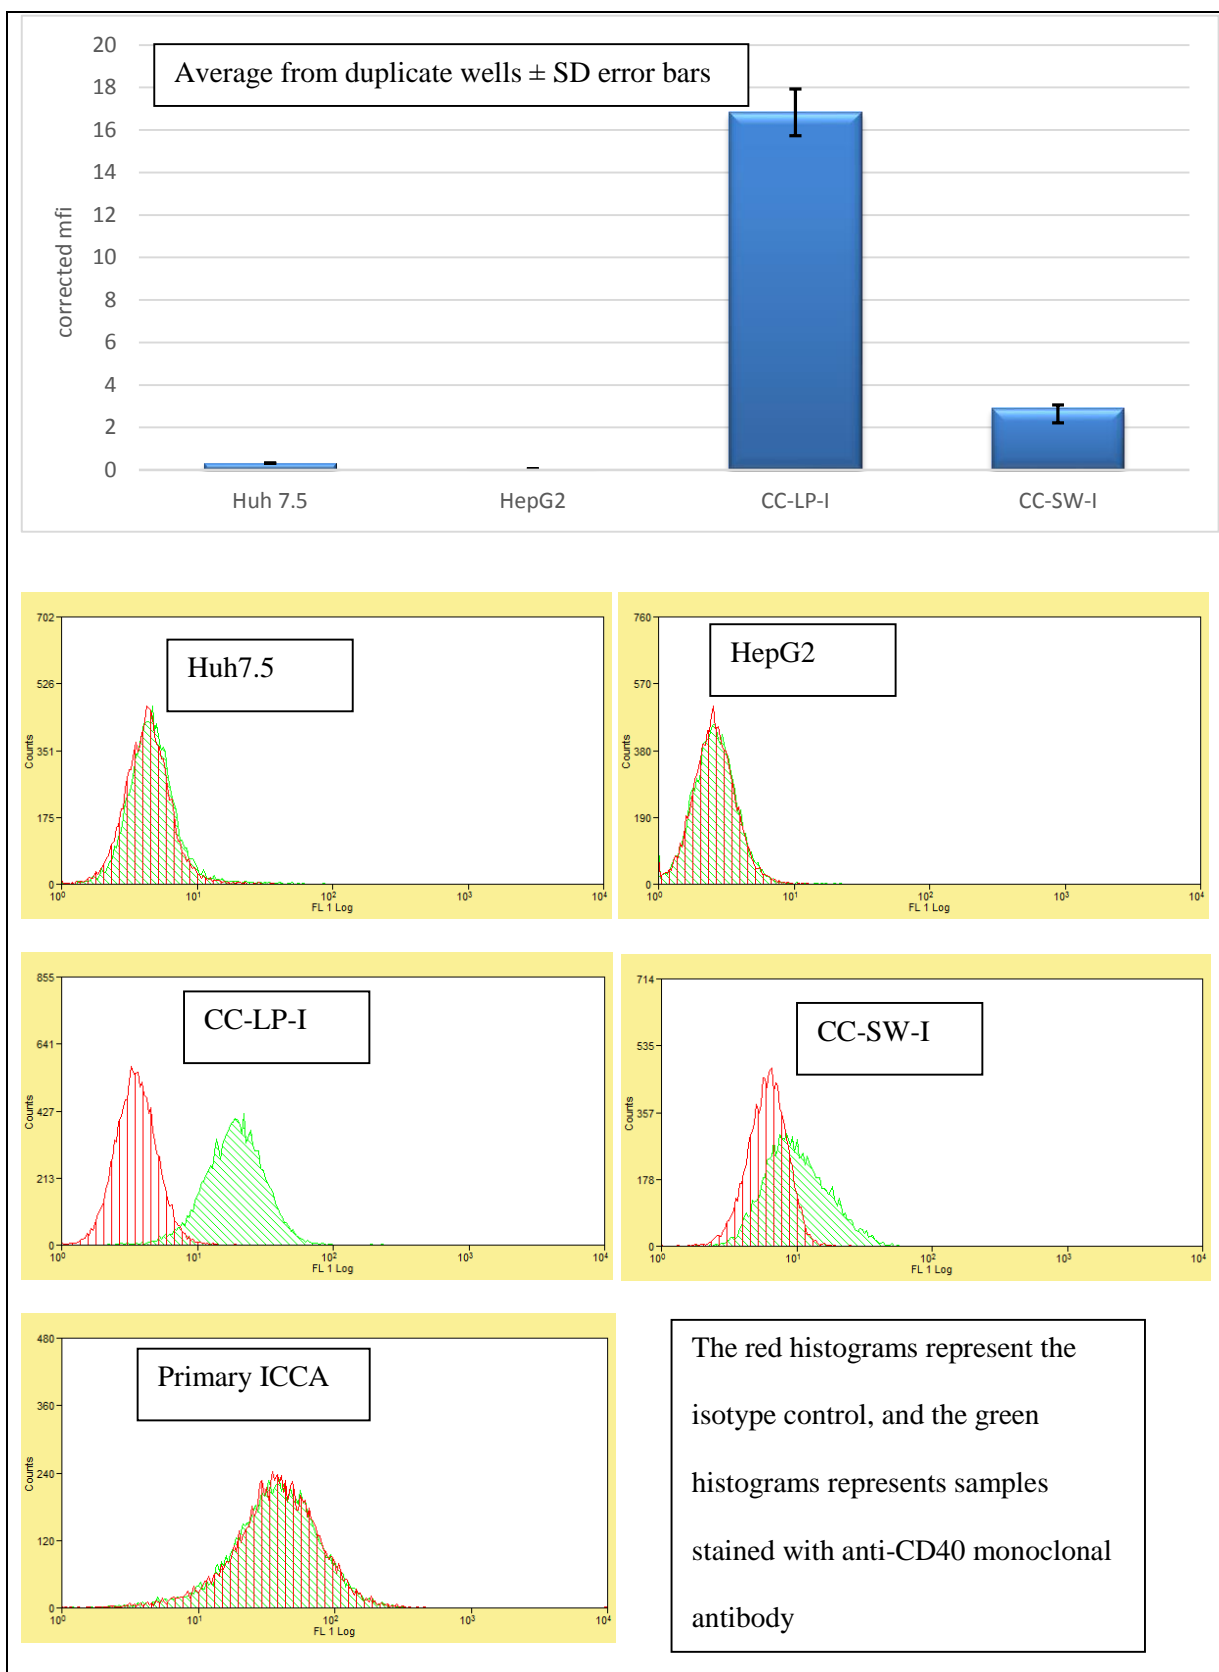 20
Average from duplicate wells ± SD error bars
18
16
14
12
10
8
6
4
2
0
corrected mfi
Huh 7.5 HepG2 CC-LP-I CC-SW-I
Huh7.5
702
526
351
175
0
Counts
10⁰ 10¹ 10² 10³ 10⁴
FL 1 Log
HepG2
760
570
380
190
0
Counts
10⁰ 10¹ 10² 10³ 10⁴
FL 1 Log
CC-LP-I
855
641
427
213
0
Counts
10⁰ 10¹ 10² 10³ 10⁴
FL 1 Log
CC-SW-I
714
535
357
178
0
Counts
10⁰ 10¹ 10² 10³ 10⁴
FL 1 Log
Primary ICCA
480
360
240
120
0
Counts
10⁰ 10¹ 10² 10³ 10⁴
FL 1 Log
The red histograms represent the
isotype control, and the green
histograms represents samples
stained with anti-CD40 monoclonal
antibody